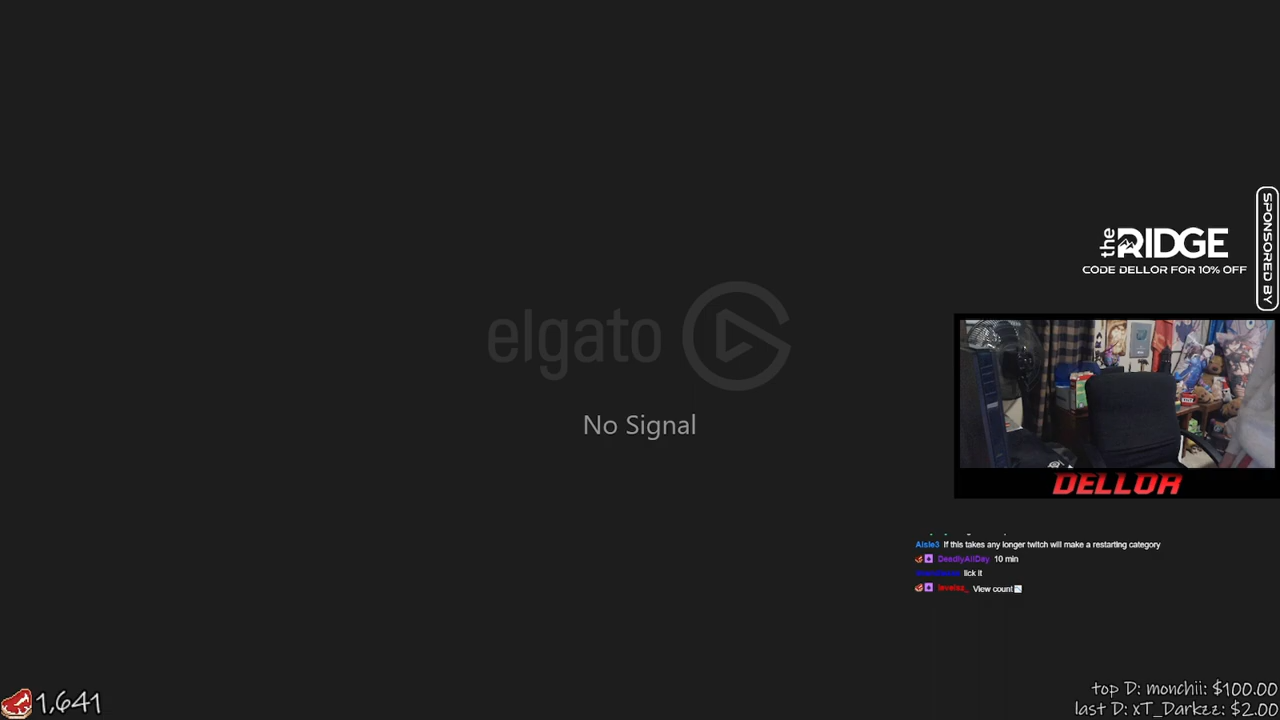 the RIDGE
CODE DELLOR FOR 10% OFF
SPONSORED BY
elgato
No Signal
DELLOR
Aisle3 If this takes any longer twitch will make a restarting category
DeadlyAllDay 10 min
lick it
View count
1,641
top D: monchii: $100.00
last D: xT_Darkzz: $2.00